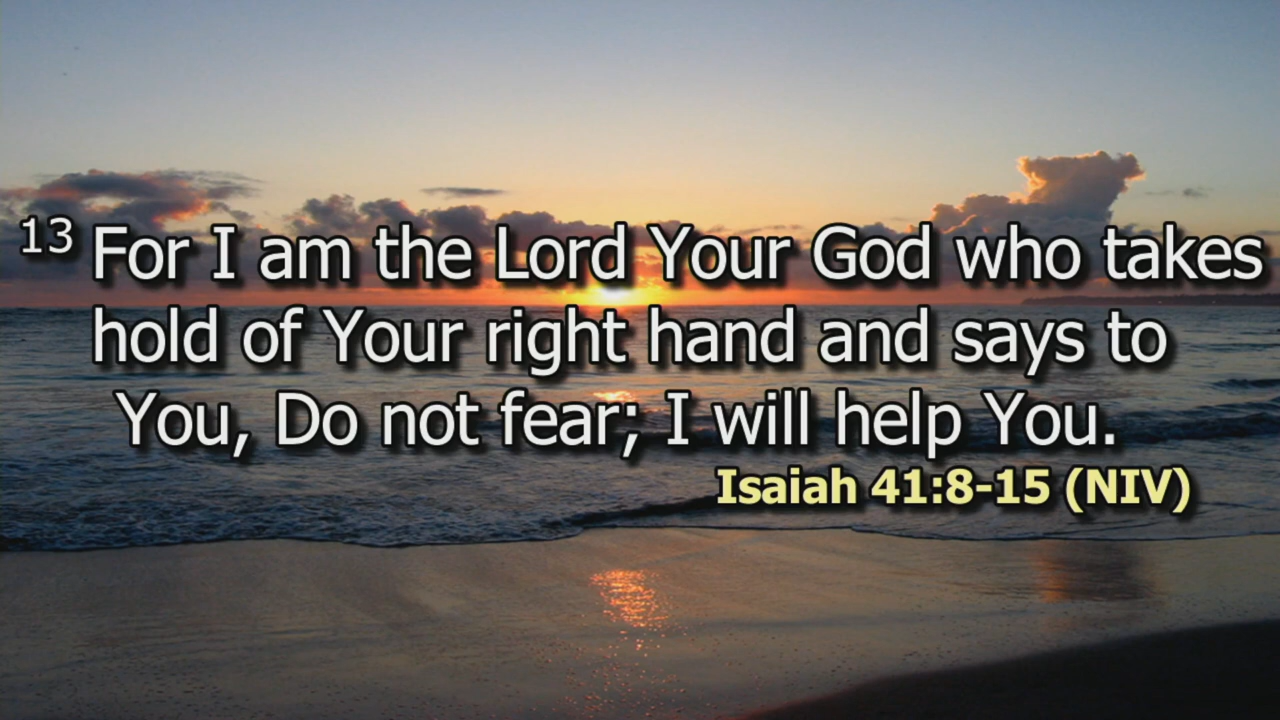 13 For I am the Lord Your God who takes
hold of Your right hand and says to
You, Do not fear; I will help You.
Isaiah 41:8-15 (NIV)